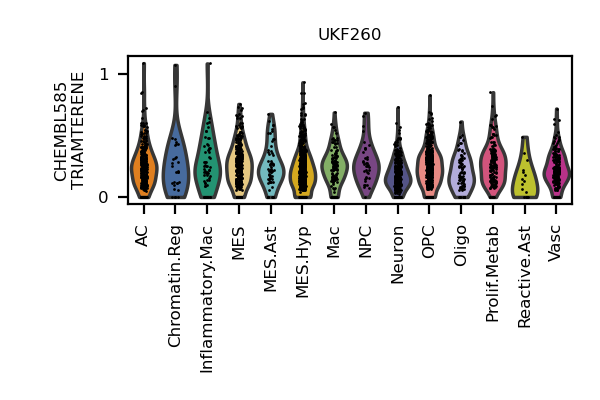 UKF260
CHEMBL585
TRIAMTERENE
1
0
AC
Chromatin.Reg
Inflammatory.Mac
MES
MES.Ast
MES.Hyp
Mac
NPC
Neuron
OPC
Oligo
Prolif.Metab
Reactive.Ast
Vasc